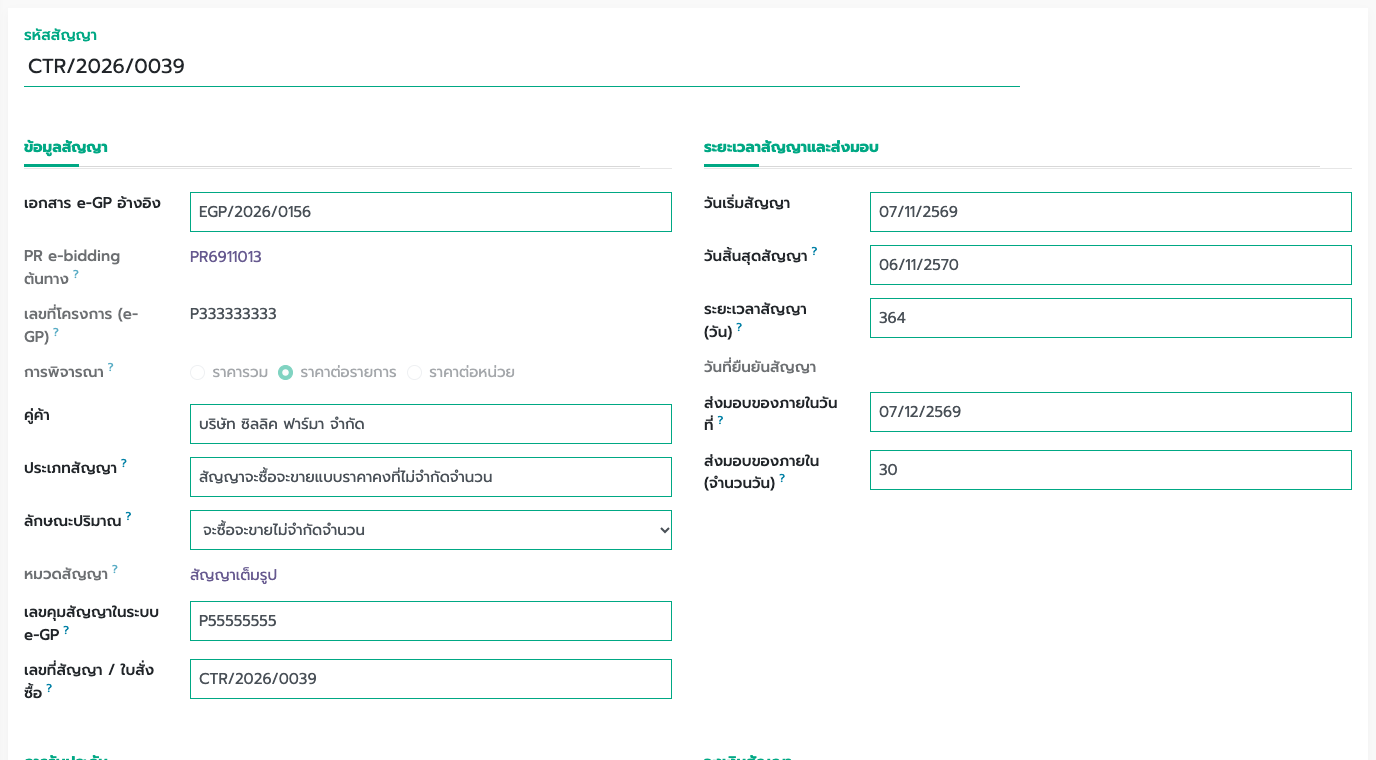 รหัสสัญญา
CTR/2026/0039
ข้อมูลสัญญา
เอกสาร e-GP อ้างอิง
EGP/2026/0156
PR e-bidding
ต้นทาง ?
PR6911013
เลขที่โครงการ (e-
GP) ?
P333333333
การพิจารณา ?
ราคารวม ราคาต่อรายการ ราคาต่อหน่วย
คู่ค้า
บริษัท ซิลลิค ฟาร์มา จำกัด
ประเภทสัญญา ?
สัญญาจะซื้อจะขายแบบราคาคงที่ไม่จำกัดจำนวน
ลักษณะปริมาณ ?
จะซื้อจะขายไม่จำกัดจำนวน
หมวดสัญญา ?
สัญญาเต็มรูป
เลขคุมสัญญาในระบบ
e-GP ?
P55555555
เลขที่สัญญา / ใบสั่ง
ซื้อ ?
CTR/2026/0039
ระยะเวลาสัญญาและส่งมอบ
วันเริ่มสัญญา
07/11/2569
วันสิ้นสุดสัญญา ?
06/11/2570
ระยะเวลาสัญญา
(วัน) ?
364
วันที่ยืนยันสัญญา
ส่งมอบของภายในวัน
ที่ ?
07/12/2569
ส่งมอบของภายใน
(จำนวนวัน) ?
30